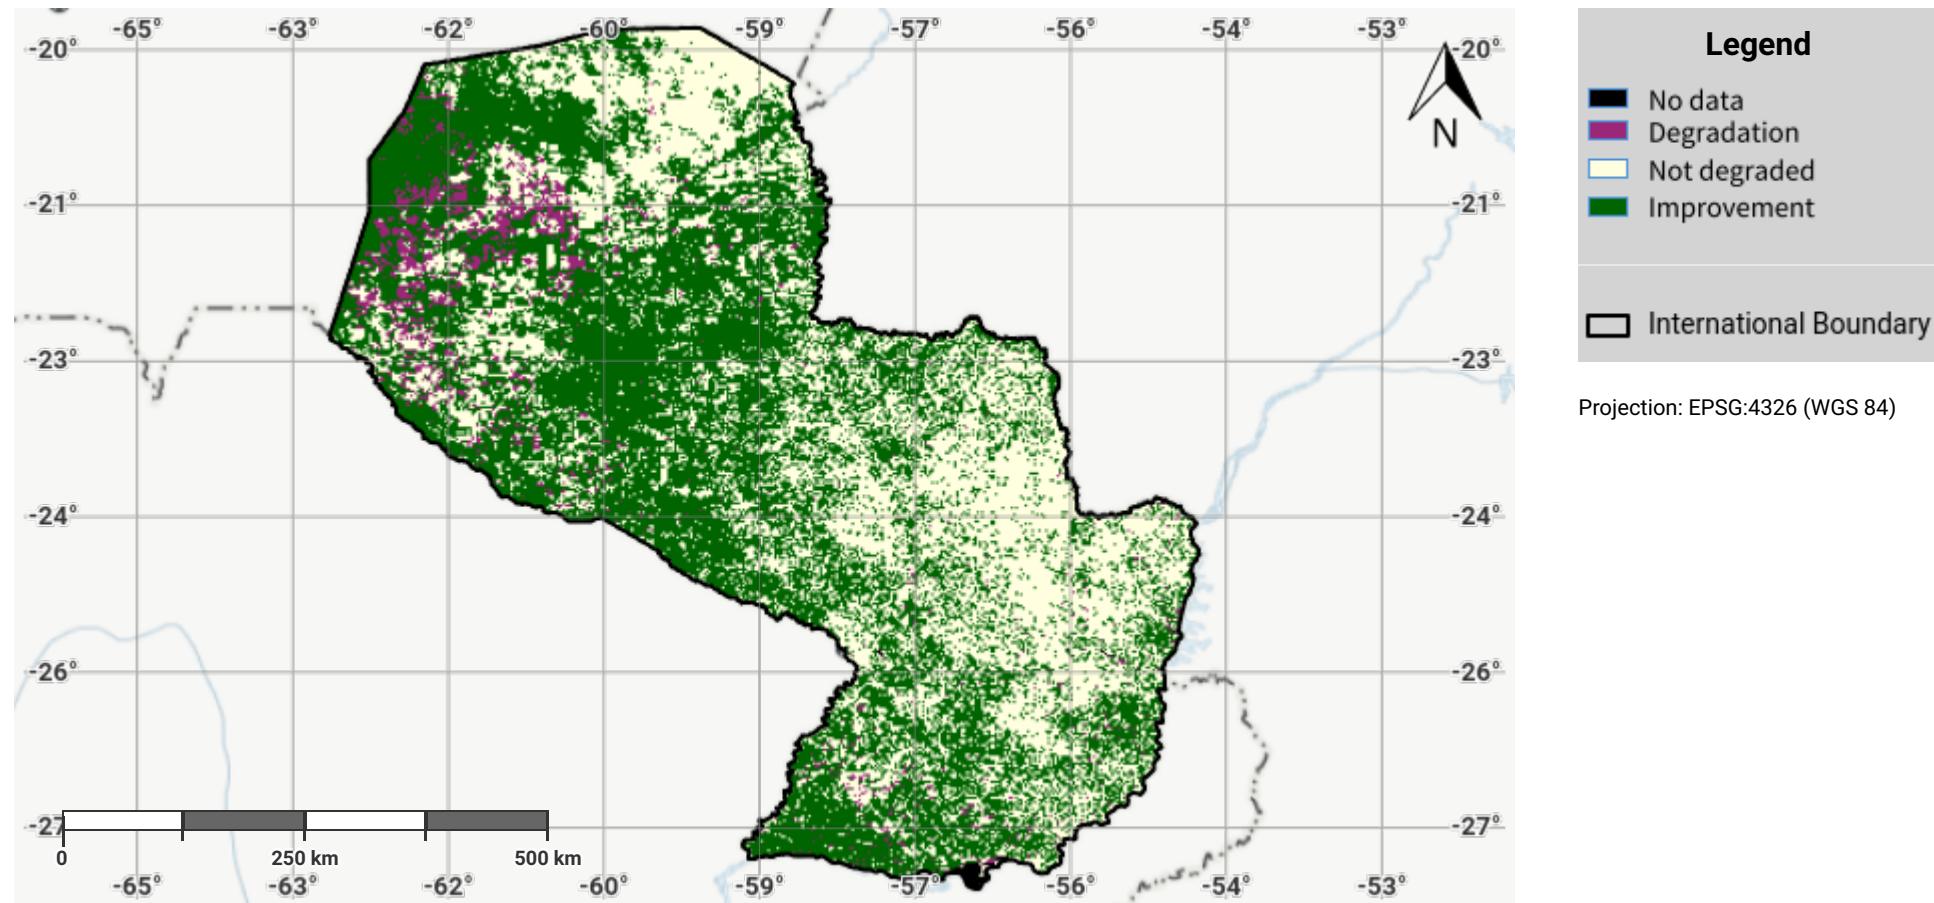 -65° -63° -62° -60° -59° -57° -56° -54° -53°
-20° -20°
-21° -21°
-23° -23°
-24° -24°
-26° -26°
-27 -27°
N
0 250 km 500 km
-65° -63° -62° -60° -59° -57° -56° -54° -53°
Legend
No data
Degradation
Not degraded
Improvement
International Boundary
Projection: EPSG:4326 (WGS 84)